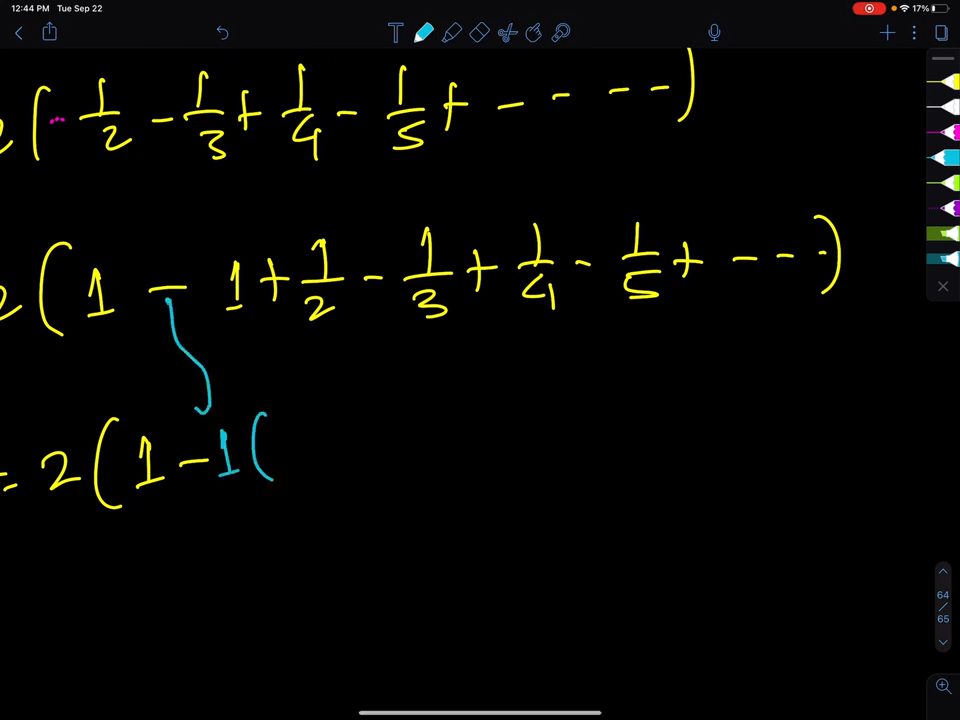 12:44 PM Tue Sep 22 17%
2(- 1/2 - 1/3 + 1/4 - 1/5 + - - - -)
2(1 - 1 + 1/2 - 1/3 + 1/4 - 1/5 + - - -)
= 2(1 - 1(
64
/
65